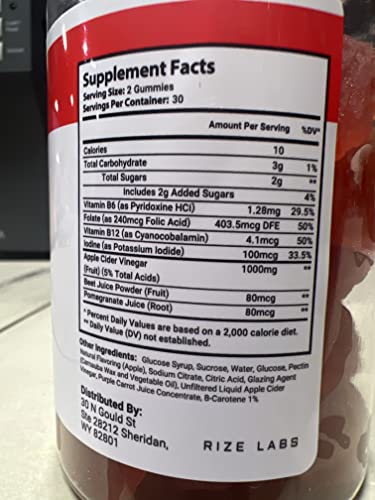 Supplement Facts
Serving Size: 2 Gummies
Servings Per Container: 30
Amount Per Serving %DV*
Calories 10
Total Carbohydrate 3g 1%
Total Sugars 2g **
Includes 2g Added Sugars 4%
Vitamin B6 (as Pyridoxine HCl) 1.28mg 29.5%
Folate (as 240mcg Folic Acid) 403.5mcg DFE 50%
Vitamin B12 (as Cyanocobalamin) 4.1mcg 50%
Iodine (as Potassium Iodide) 100mcg 33.5%
Apple Cider Vinegar 1000mg **
(Fruit) (5% Total Acids)
Beet Juice Powder (Fruit) 80mcg **
Pomegranate Juice (Root) 80mcg **
* Percent Daily Values are based on a 2,000 calorie diet.
** Daily Value (DV) not established.
Other Ingredients: Glucose Syrup, Sucrose, Water, Glucose, Pectin
Natural Flavoring (Apple), Sodium Citrate, Citric Acid, Glazing Agent
(Carnauba Wax and Vegetable Oil), Unfiltered Liquid Apple Cider
Vinegar, Purple Carrot Juice Concentrate, B-Carotene 1%
Distributed By:
30 N Gould St
Ste 28212 Sheridan,
WY 82801
RIZE LABS